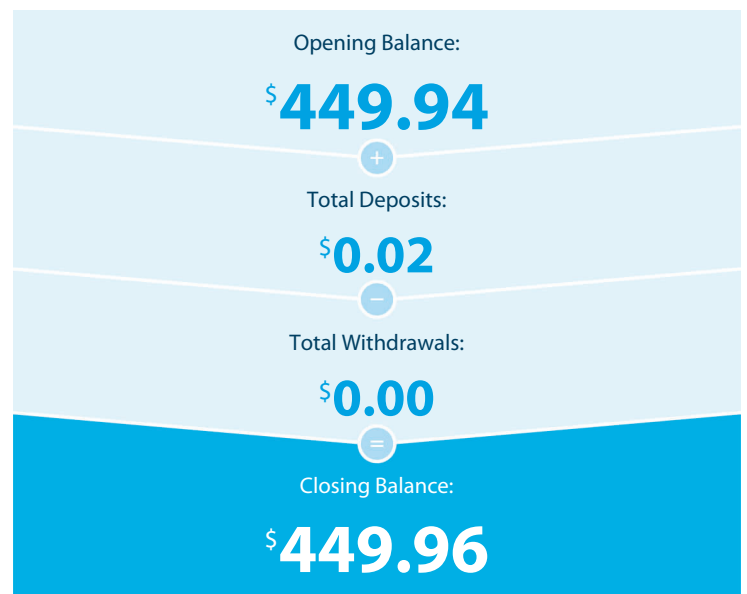 Opening Balance:
$449.94
+
Total Deposits:
$0.02
−
Total Withdrawals:
$0.00
=
Closing Balance:
$449.96